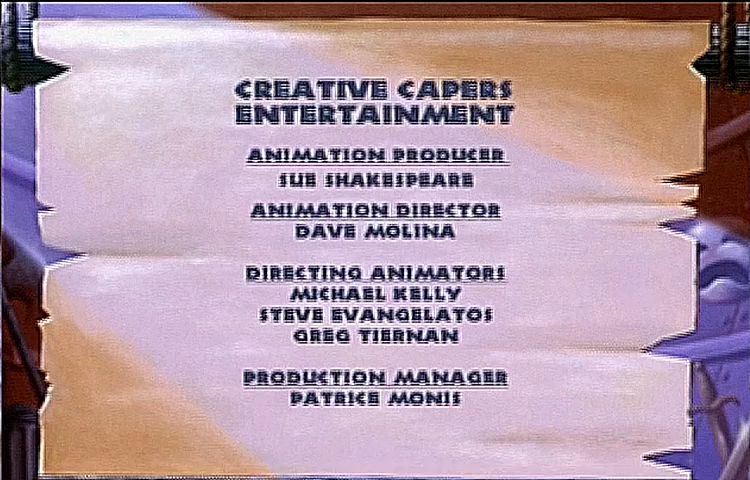 CREATIVE CAPERS
ENTERTAINMENT
ANIMATION PRODUCER
SUE SHAKESPEARE
ANIMATION DIRECTOR
DAVE MOLINA
DIRECTING ANIMATORS
MICHAEL KELLY
STEVE EVANGELATOS
GREG TIERNAN
PRODUCTION MANAGER
PATRICE MONIS